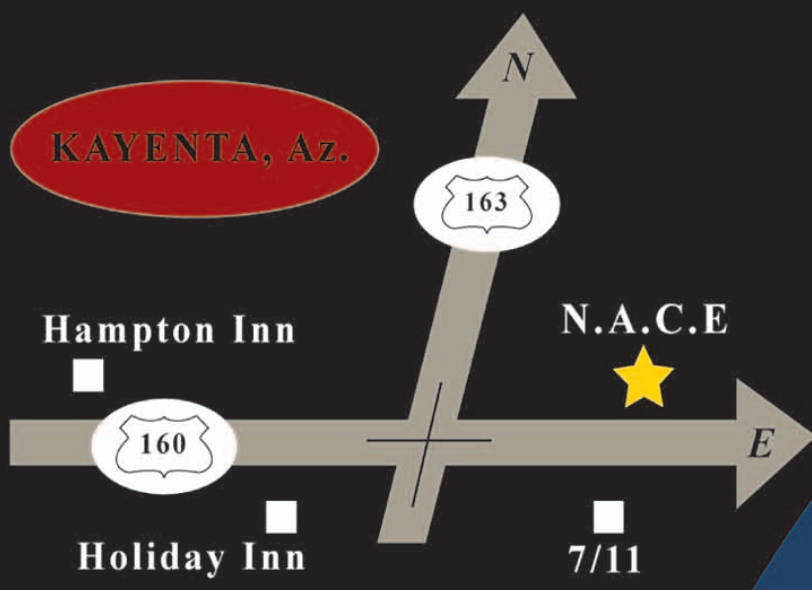 N
KAYENTA, Az.
163
N.A.C.E
Hampton Inn
160
E
Holiday Inn
7/11